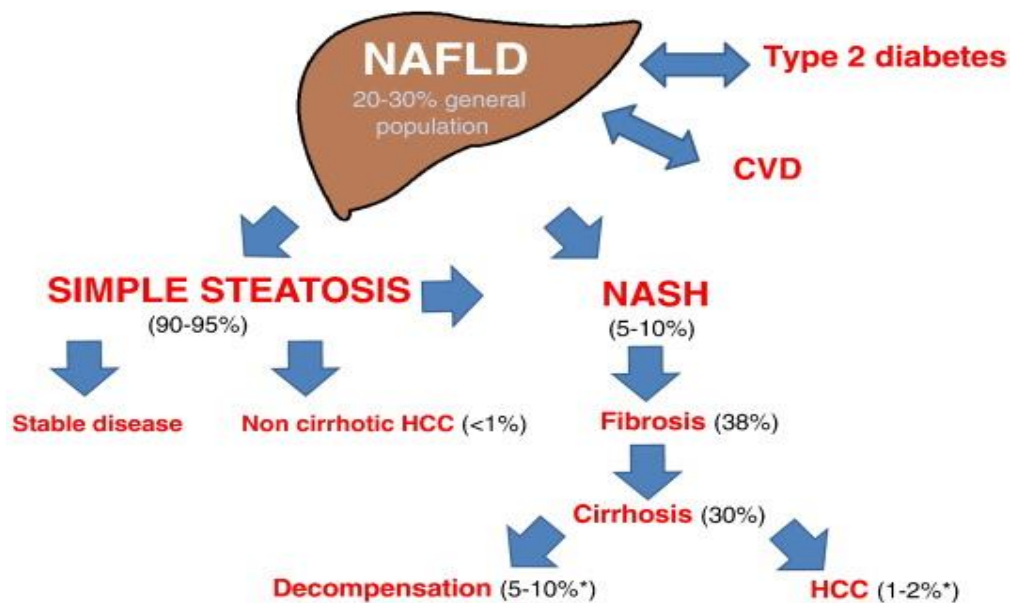 NAFLD
20-30% general
population
Type 2 diabetes
CVD
SIMPLE STEATOSIS
(90-95%)
NASH
(5-10%)
Stable disease
Non cirrhotic HCC (<1%)
Fibrosis (38%)
Cirrhosis (30%)
Decompensation (5-10%*)
HCC (1-2%*)